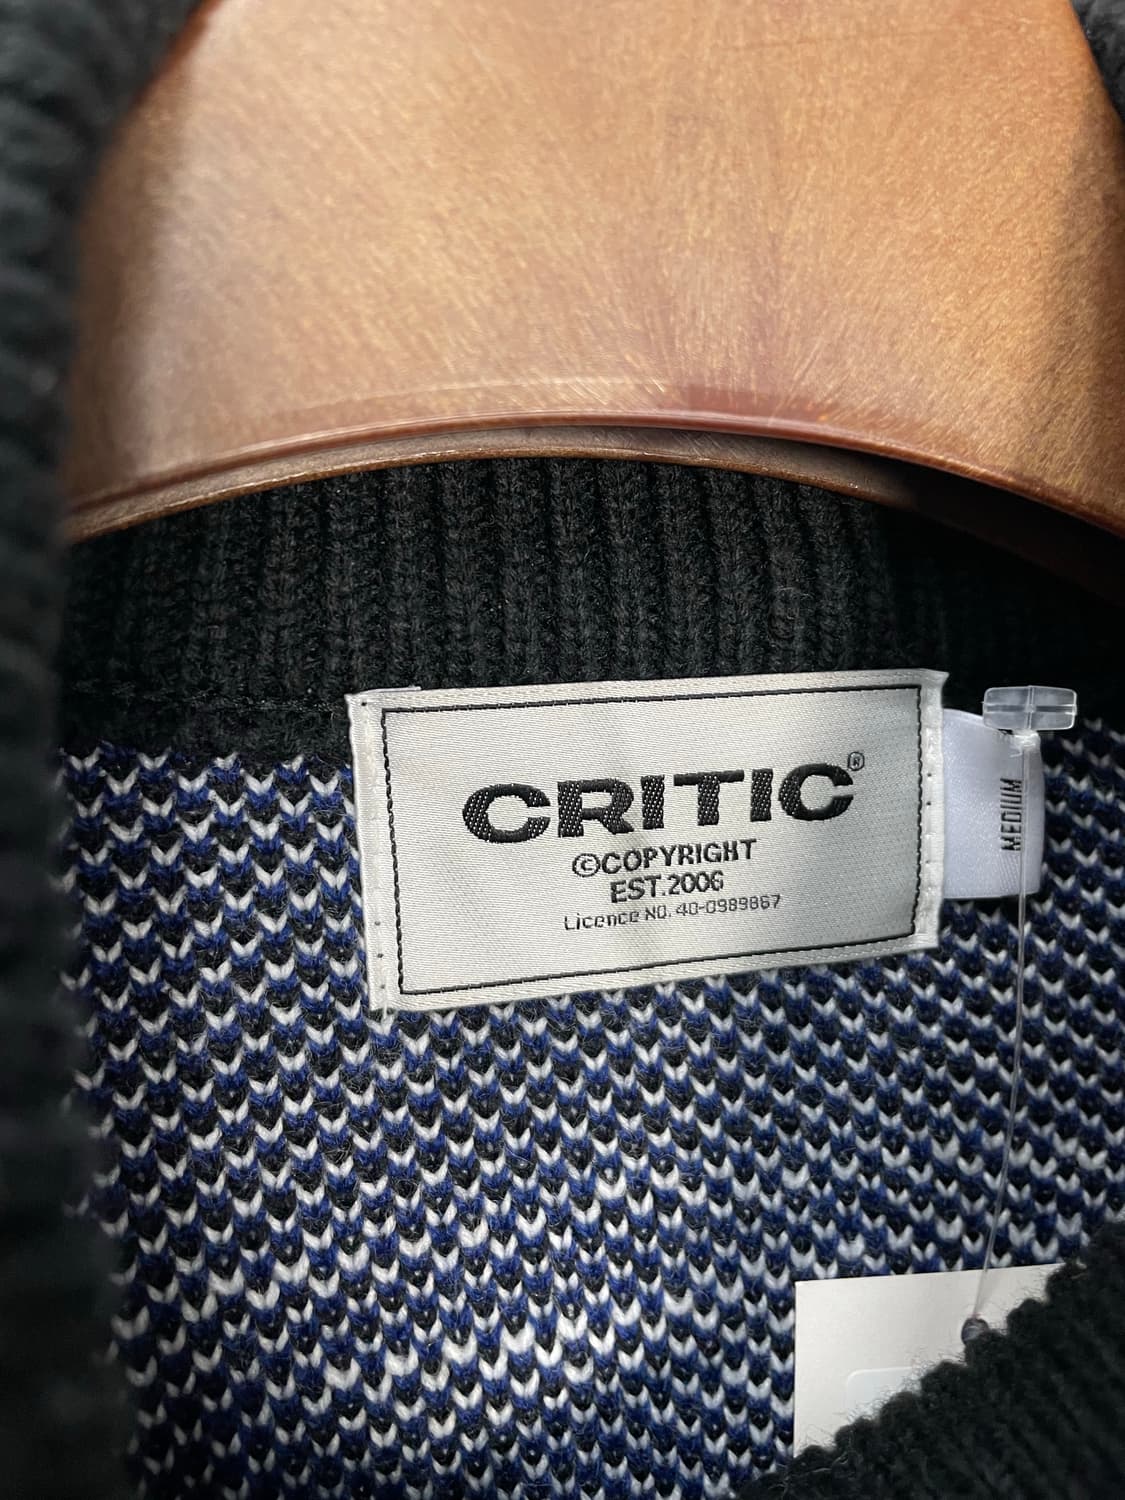 CRITIC®
©COPYRIGHT
EST.2006
Licence NO. 40-0989867
MEDIUM